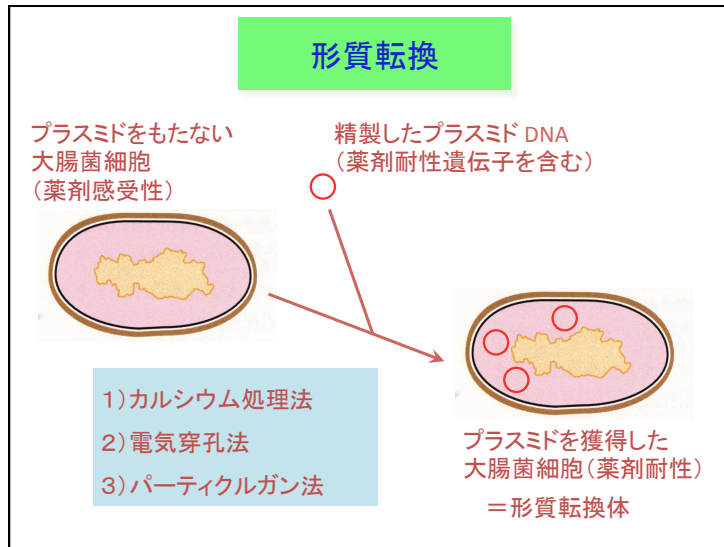 形質転換
プラスミドをもたない
大腸菌細胞
（薬剤感受性）
精製したプラスミド DNA
（薬剤耐性遺伝子を含む）
1）カルシウム処理法
２）電気穿孔法
３）パーティクルガン法
プラスミドを獲得した
大腸菌細胞（薬剤耐性）
＝形質転換体